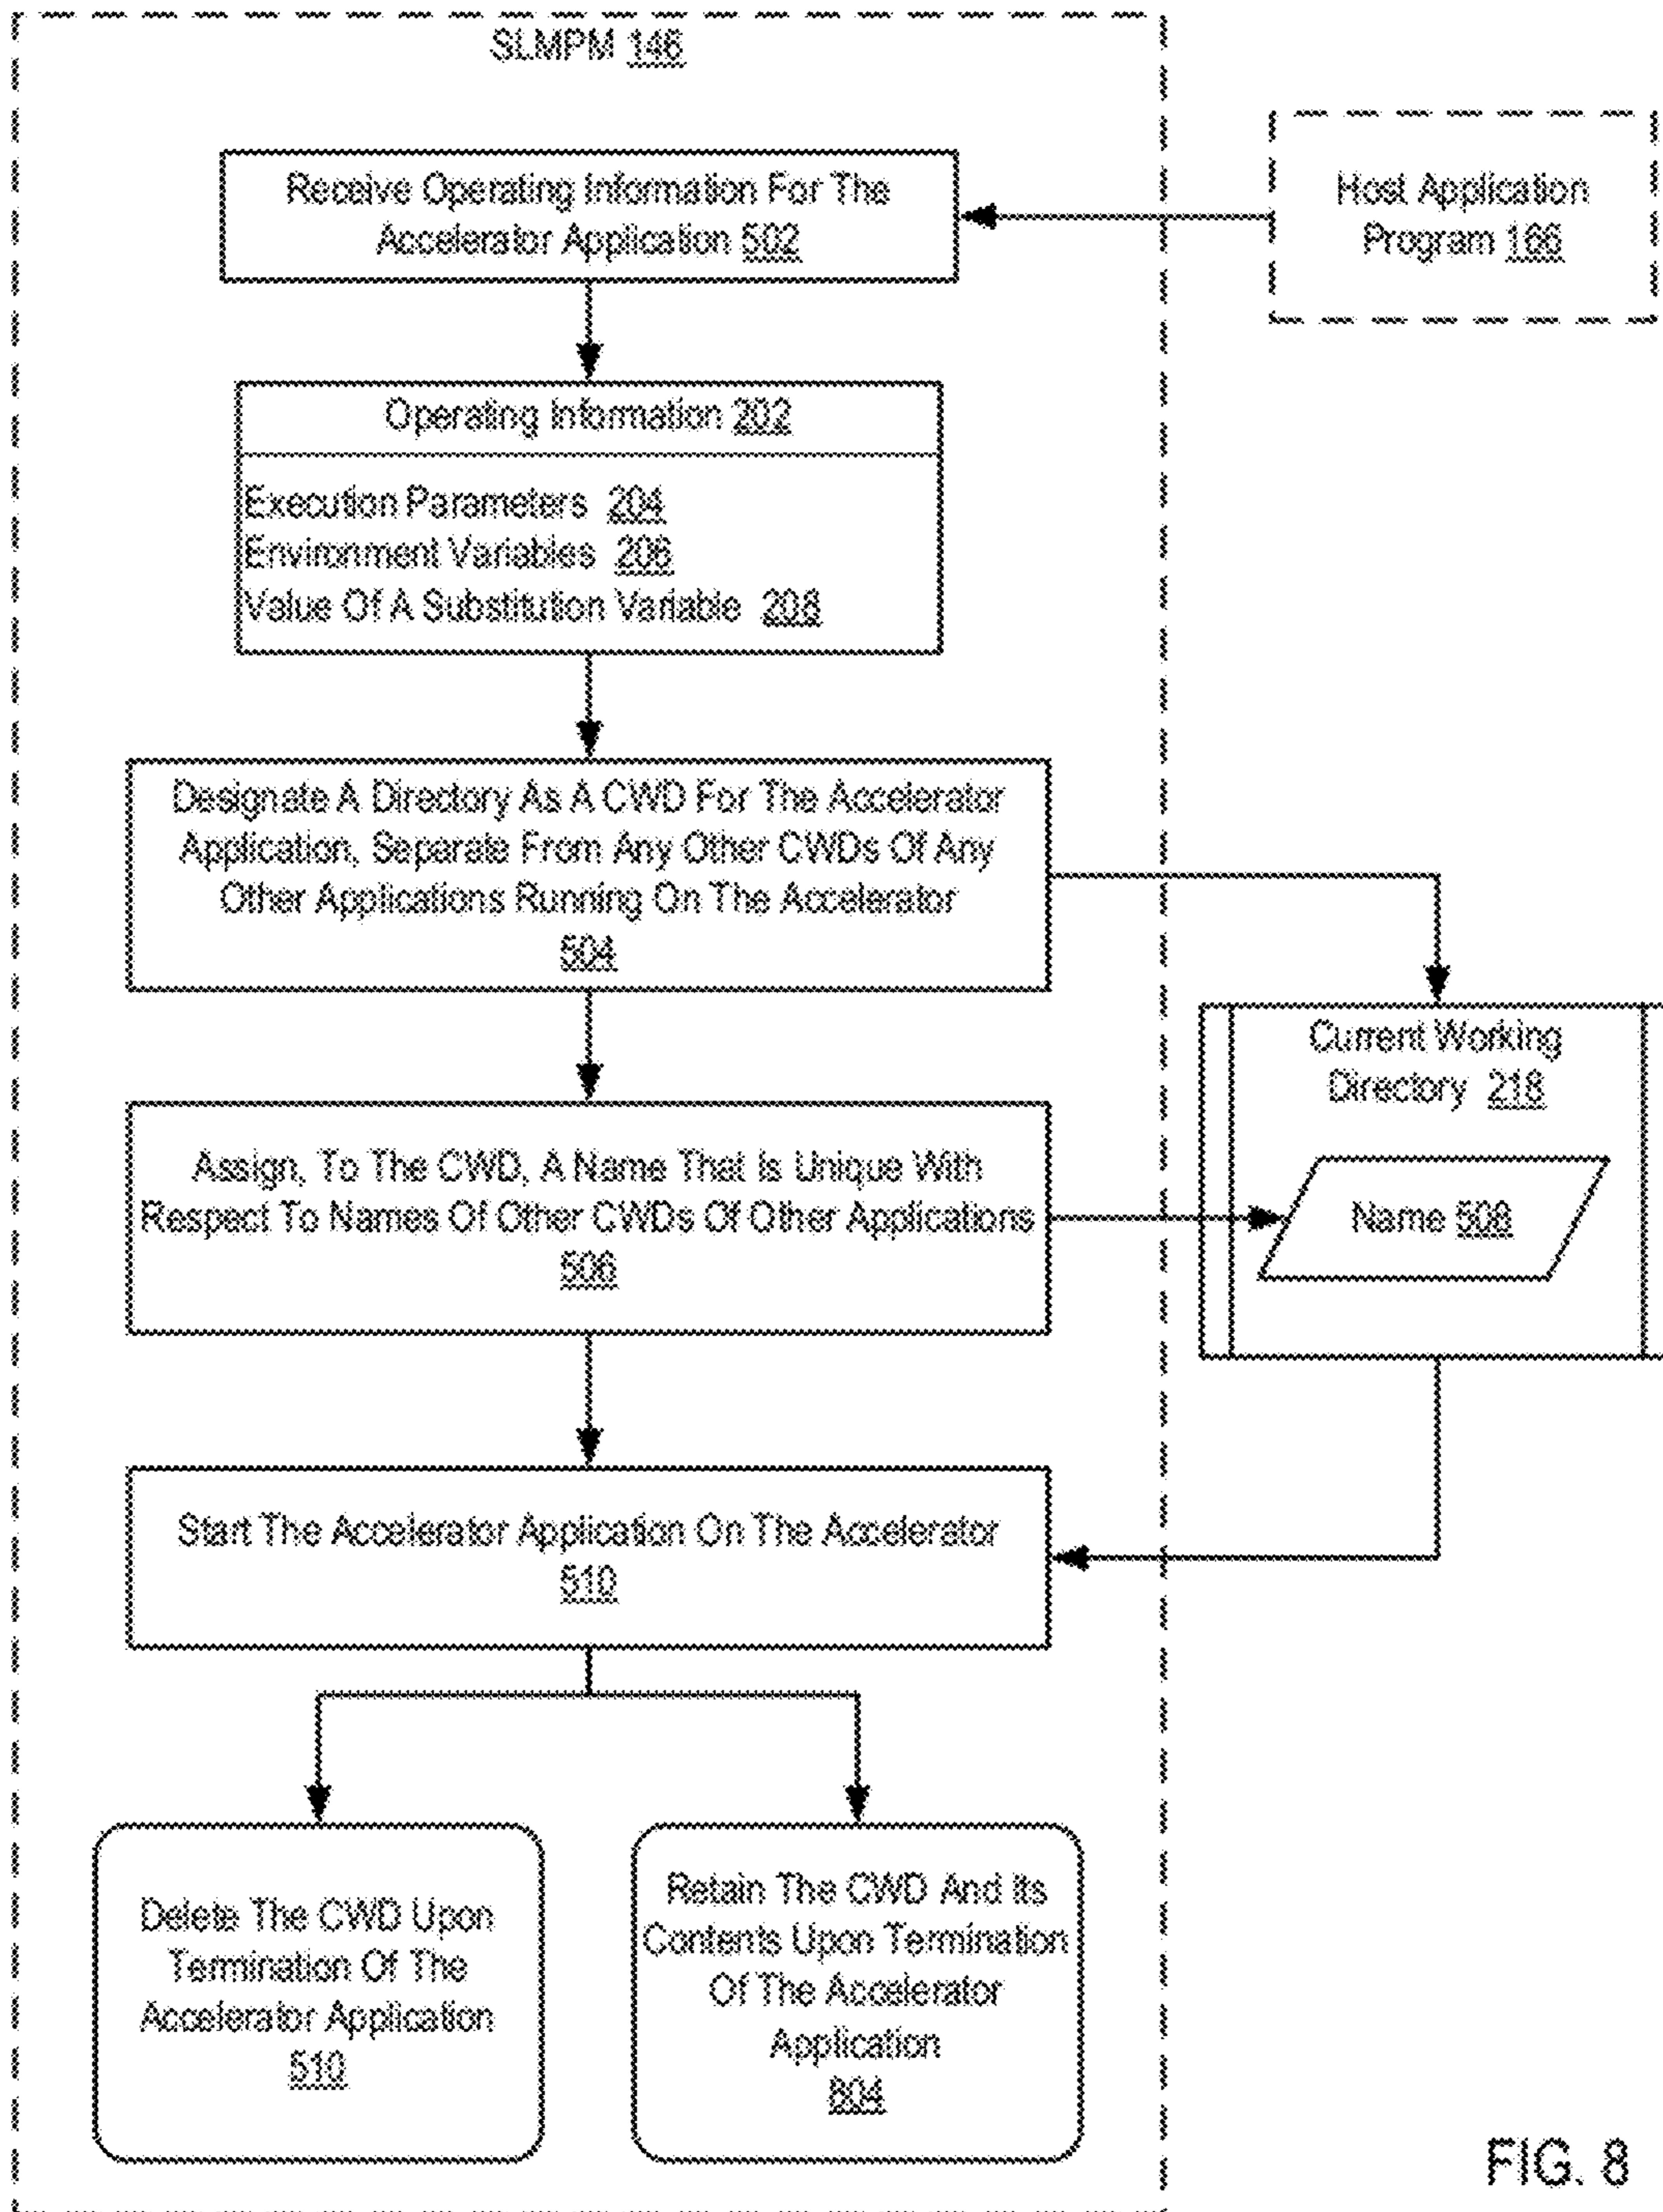 SLMPM 146
Receive Operating Information For The
Accelerator Application 502
Host Application
Program 166
Operating Information 202
Execution Parameters 204
Environment Variables 206
Value Of A Substitution Variable 208
Designate A Directory As A CWD For The Accelerator
Application, Separate From Any Other CWDs Of Any
Other Applications Running On The Accelerator
504
Current Working
Directory 218
Assign, To The CWD, A Name That Is Unique With
Respect To Names Of Other CWDs Of Other Applications
506
Name 508
Start The Accelerator Application On The Accelerator
510
Delete The CWD Upon
Termination Of The
Accelerator Application
510
Retain The CWD And Its
Contents Upon Termination
Of The Accelerator
Application
804
FIG. 8